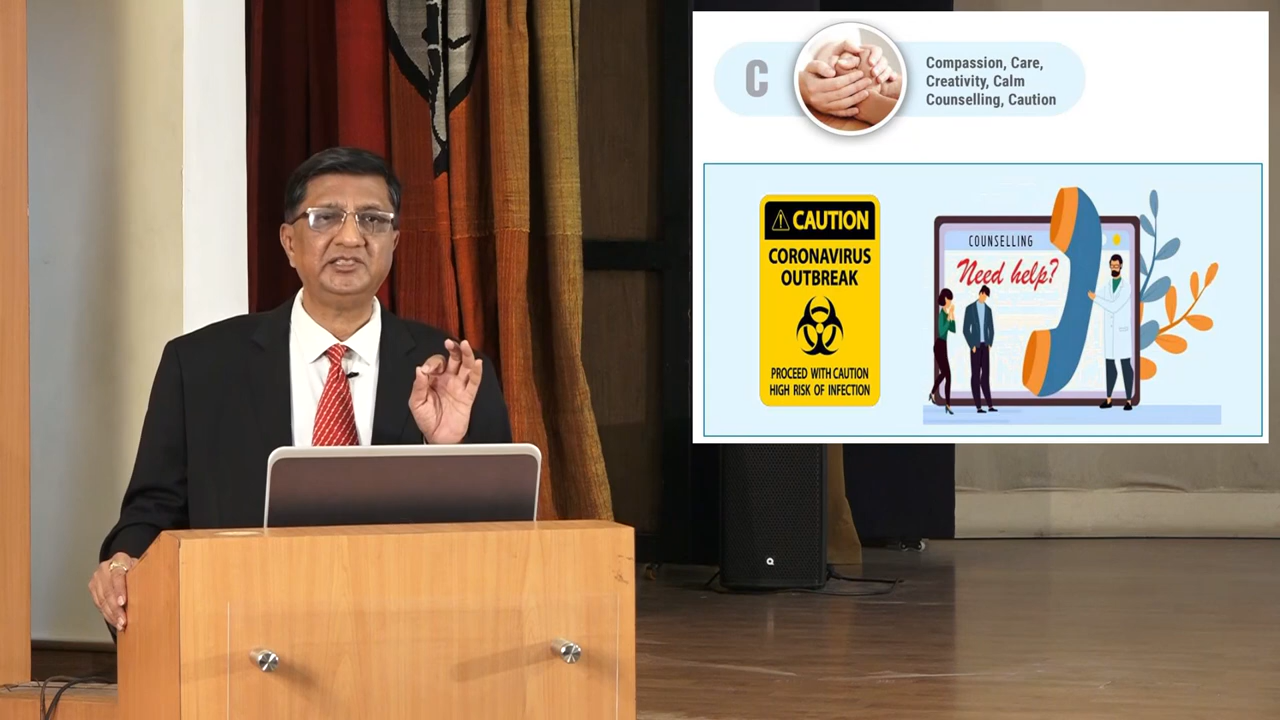 C
Compassion, Care,
Creativity, Calm
Counselling, Caution
CAUTION
CORONAVIRUS
OUTBREAK
PROCEED WITH CAUTION
HIGH RISK OF INFECTION
COUNSELLING
Need help?